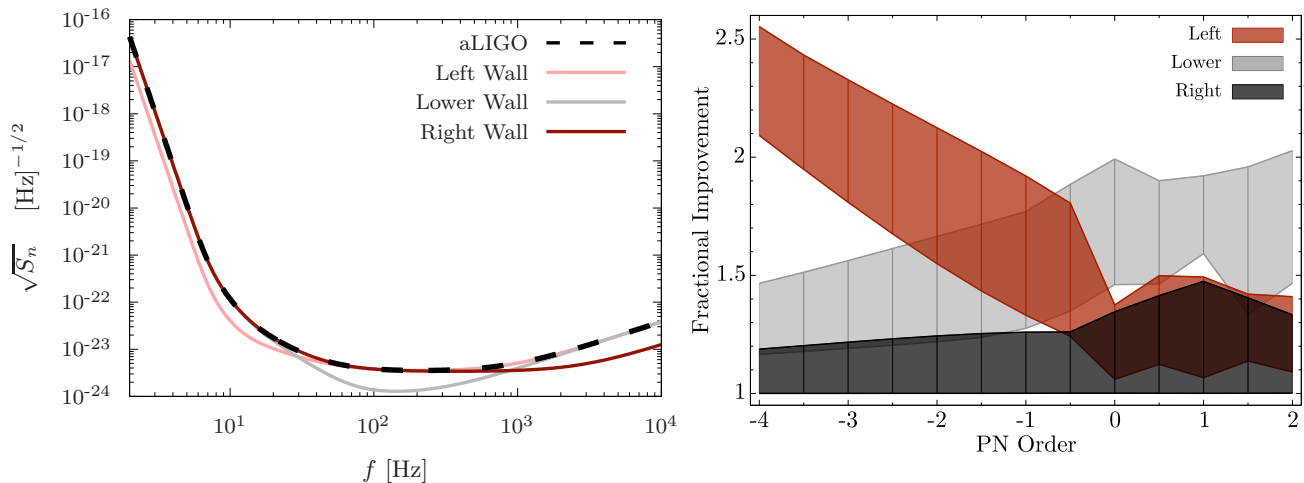 10^-16
10^-17
10^-18
10^-19
10^-20
10^-21
10^-22
10^-23
10^-24
√S_n [Hz]^-1/2
aLIGO
Left Wall
Lower Wall
Right Wall
10^1
10^2
10^3
10^4
f [Hz]
Fractional Improvement
2.5
2
1.5
1
Left
Lower
Right
-4
-3
-2
-1
0
1
2
PN Order